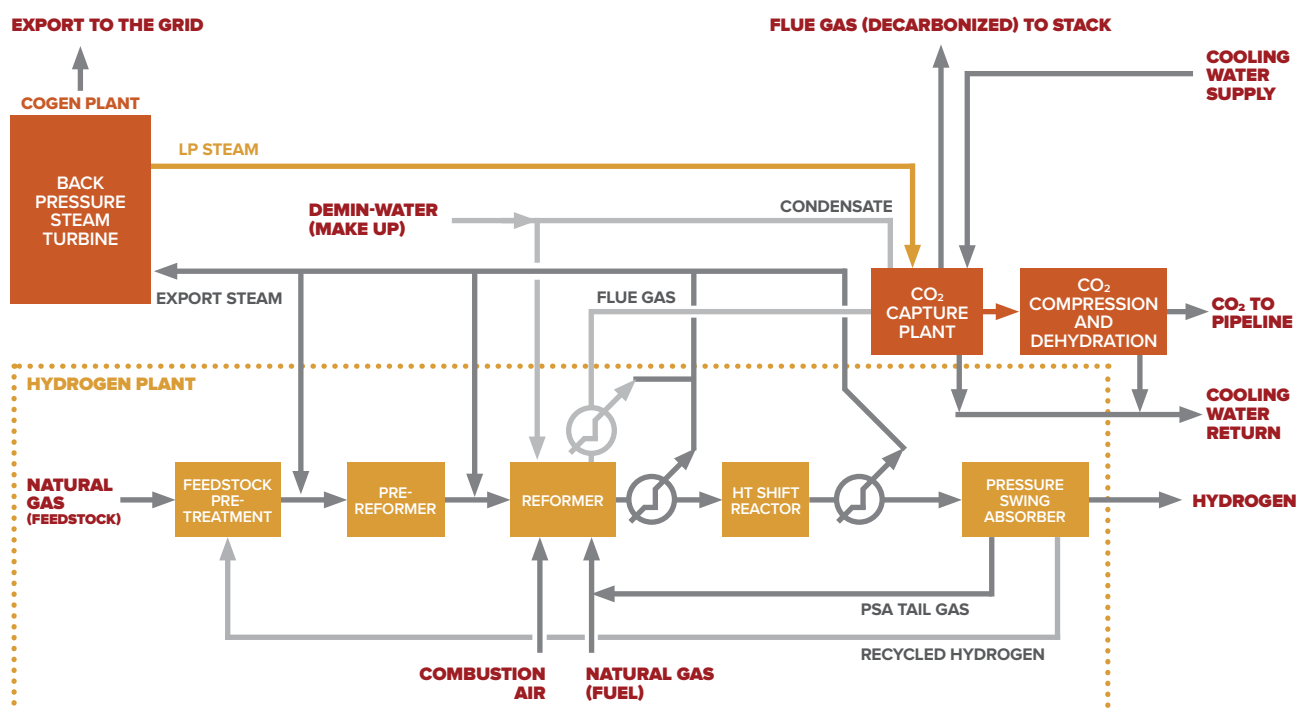 EXPORT TO THE GRID
FLUE GAS (DECARBONIZED) TO STACK
COOLING
WATER
SUPPLY
COGEN PLANT
BACK
PRESSURE
STEAM
TURBINE
LP STEAM
DEMIN-WATER
(MAKE UP)
CONDENSATE
EXPORT STEAM
FLUE GAS
CO₂
CAPTURE
PLANT
CO₂
COMPRESSION
AND
DEHYDRATION
CO₂ TO
PIPELINE
HYDROGEN PLANT
COOLING
WATER
RETURN
NATURAL
GAS
(FEEDSTOCK)
FEEDSTOCK
PRE-
TREATMENT
PRE-
REFORMER
REFORMER
HT SHIFT
REACTOR
PRESSURE
SWING
ABSORBER
HYDROGEN
PSA TAIL GAS
RECYCLED HYDROGEN
COMBUSTION
AIR
NATURAL GAS
(FUEL)